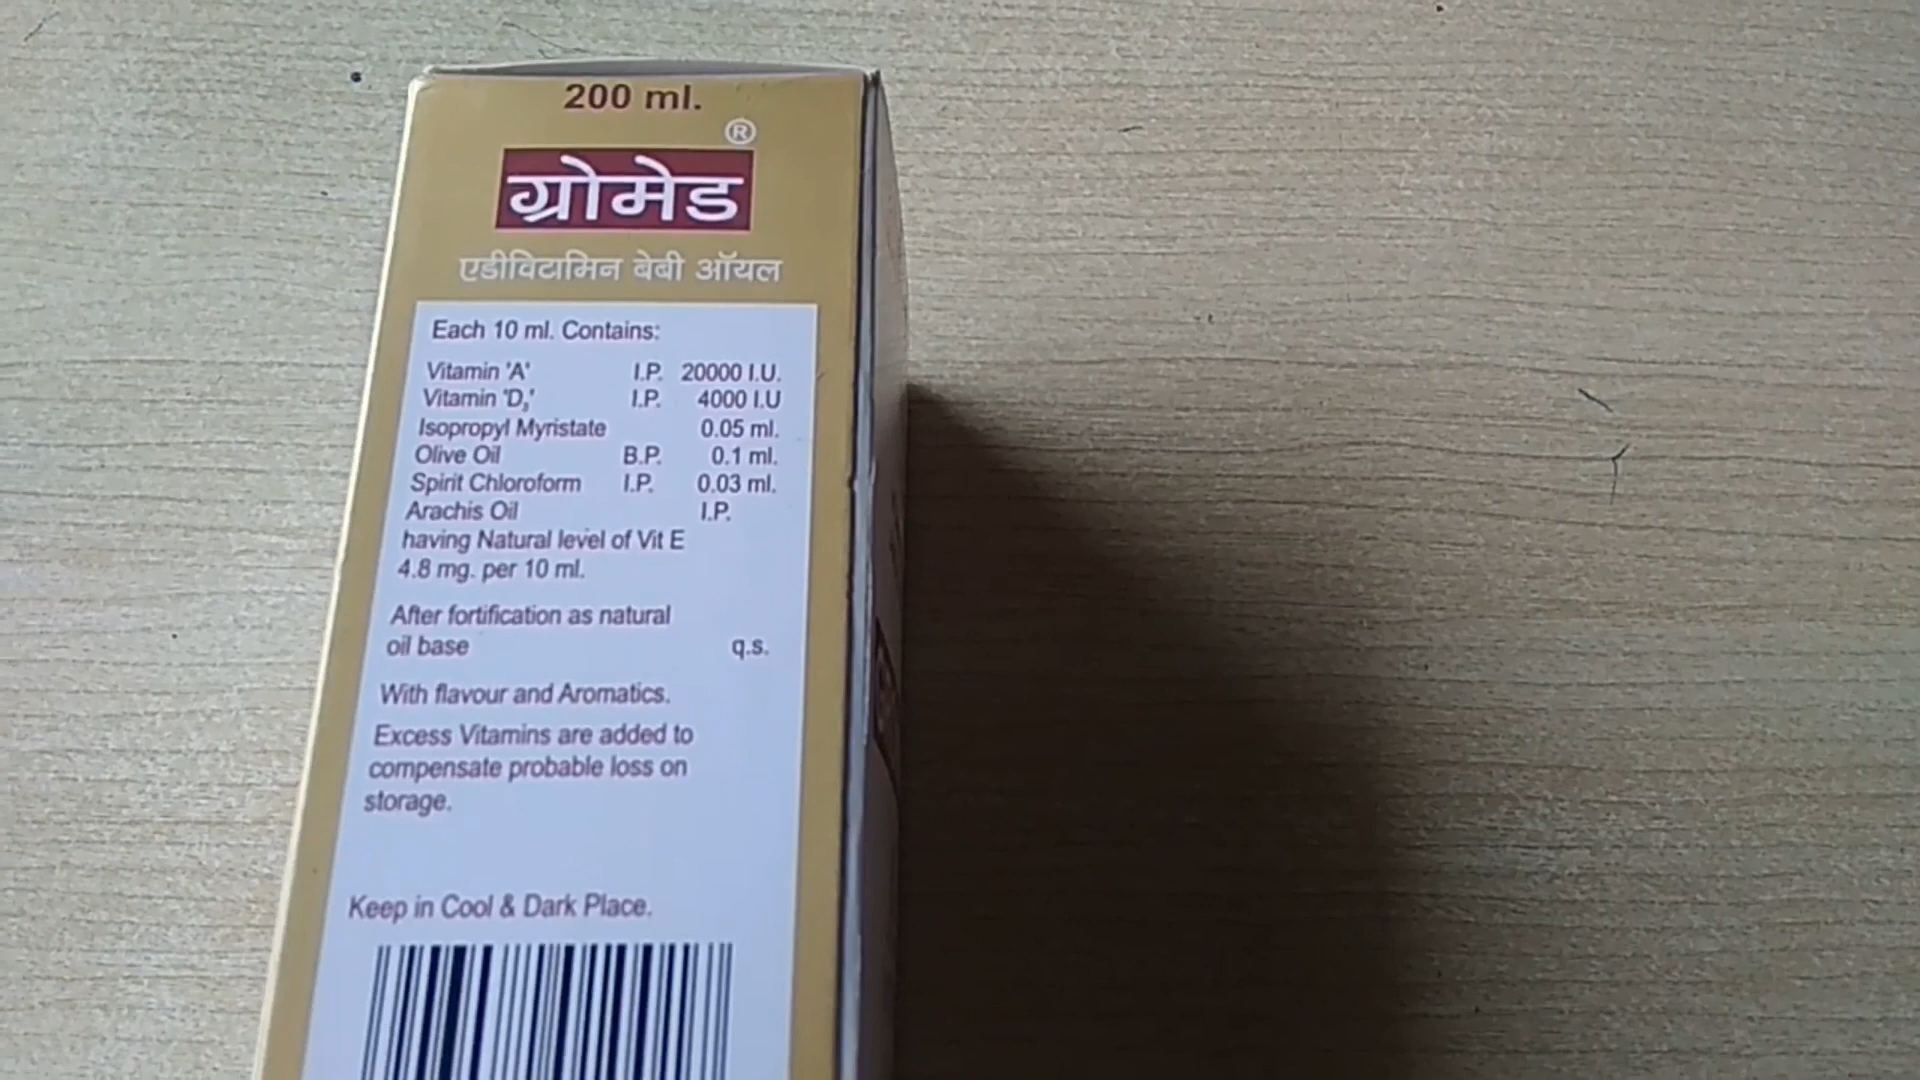 200 ml.
®
ग्रोमेड
एडीविटामिन बेबी ऑयल
Each 10 ml. Contains:
Vitamin 'A' I.P. 20000 I.U.
Vitamin 'D₃' I.P. 4000 I.U
Isopropyl Myristate 0.05 ml.
Olive Oil B.P. 0.1 ml.
Spirit Chloroform I.P. 0.03 ml.
Arachis Oil I.P.
having Natural level of Vit E
4.8 mg. per 10 ml.
After fortification as natural
oil base q.s.
With flavour and Aromatics.
Excess Vitamins are added to
compensate probable loss on
storage.
Keep in Cool & Dark Place.